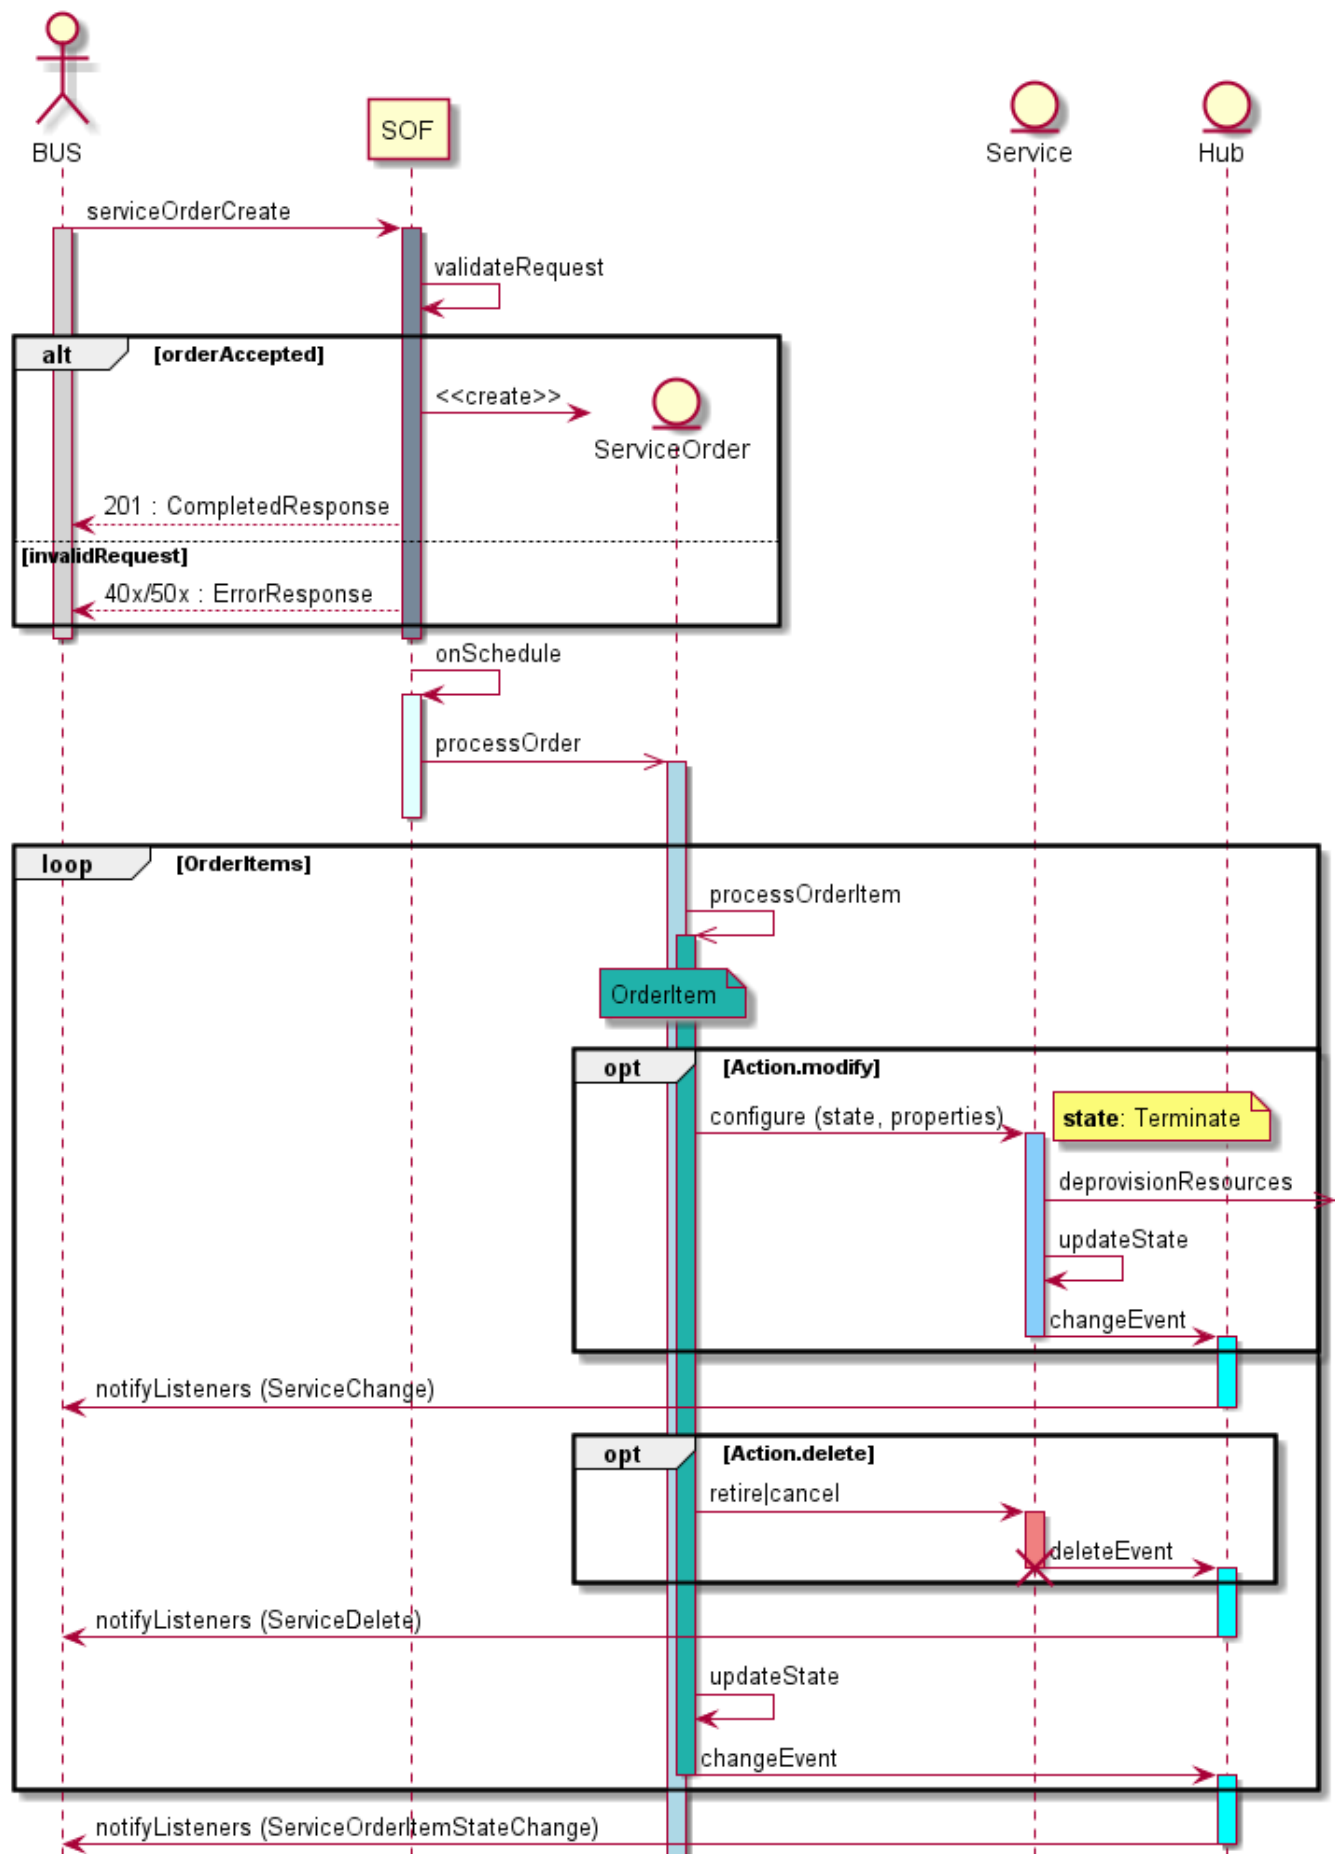 BUS
SOF
Service
Hub
serviceOrderCreate
validateRequest
alt
[orderAccepted]
<<create>>
ServiceOrder
201 : CompletedResponse
[invalidRequest]
40x/50x : ErrorResponse
onSchedule
processOrder
loop
[OrderItems]
processOrderItem
OrderItem
opt
[Action.modify]
configure (state, properties)
state: Terminate
deprovisionResources
updateState
changeEvent
notifyListeners (ServiceChange)
opt
[Action.delete]
retire|cancel
deleteEvent
notifyListeners (ServiceDelete)
updateState
changeEvent
notifyListeners (ServiceOrderItemStateChange)